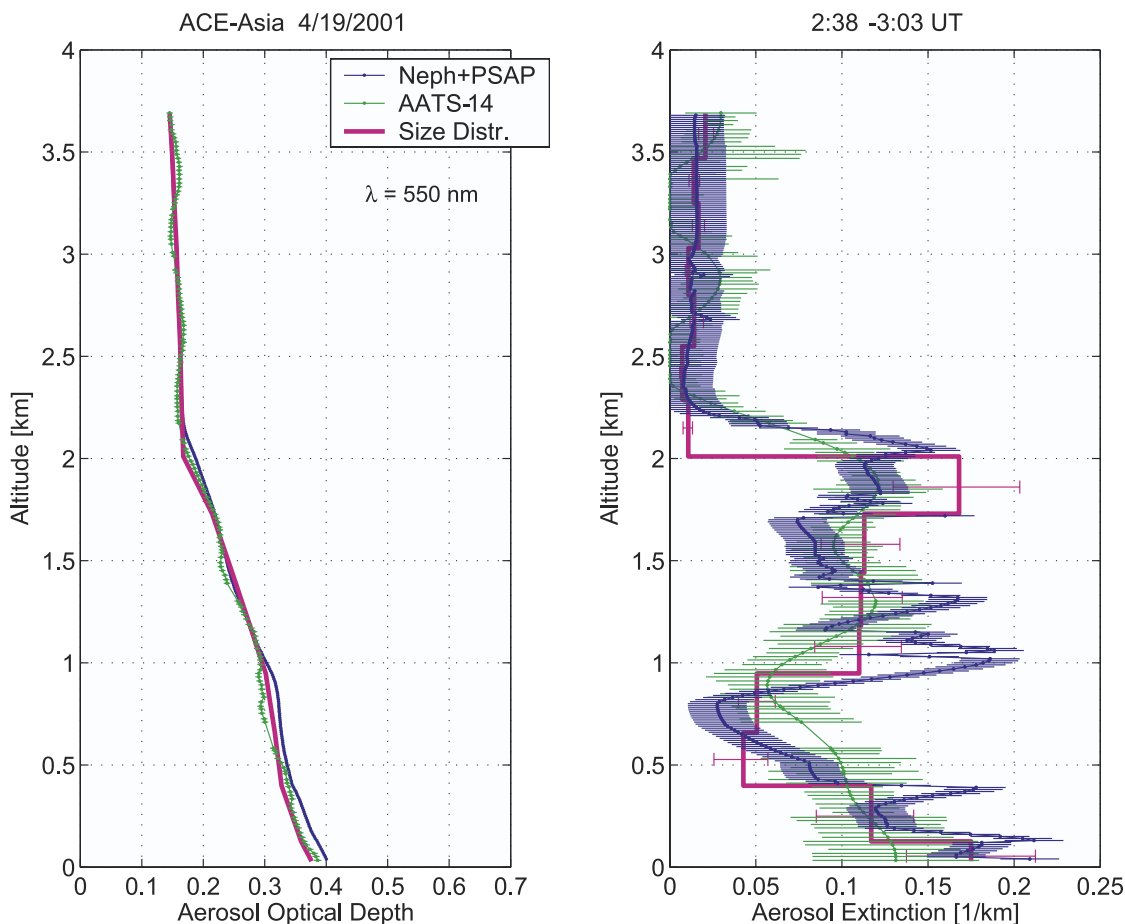 ACE-Asia 4/19/2001
4
3.5
3
2.5
2
1.5
1
0.5
0
Altitude [km]
Neph+PSAP
AATS-14
Size Distr.
λ = 550 nm
0 0.1 0.2 0.3 0.4 0.5 0.6 0.7
Aerosol Optical Depth
2:38 -3:03 UT
4
3.5
3
2.5
2
1.5
1
0.5
0
Altitude [km]
0 0.05 0.1 0.15 0.2 0.25
Aerosol Extinction [1/km]